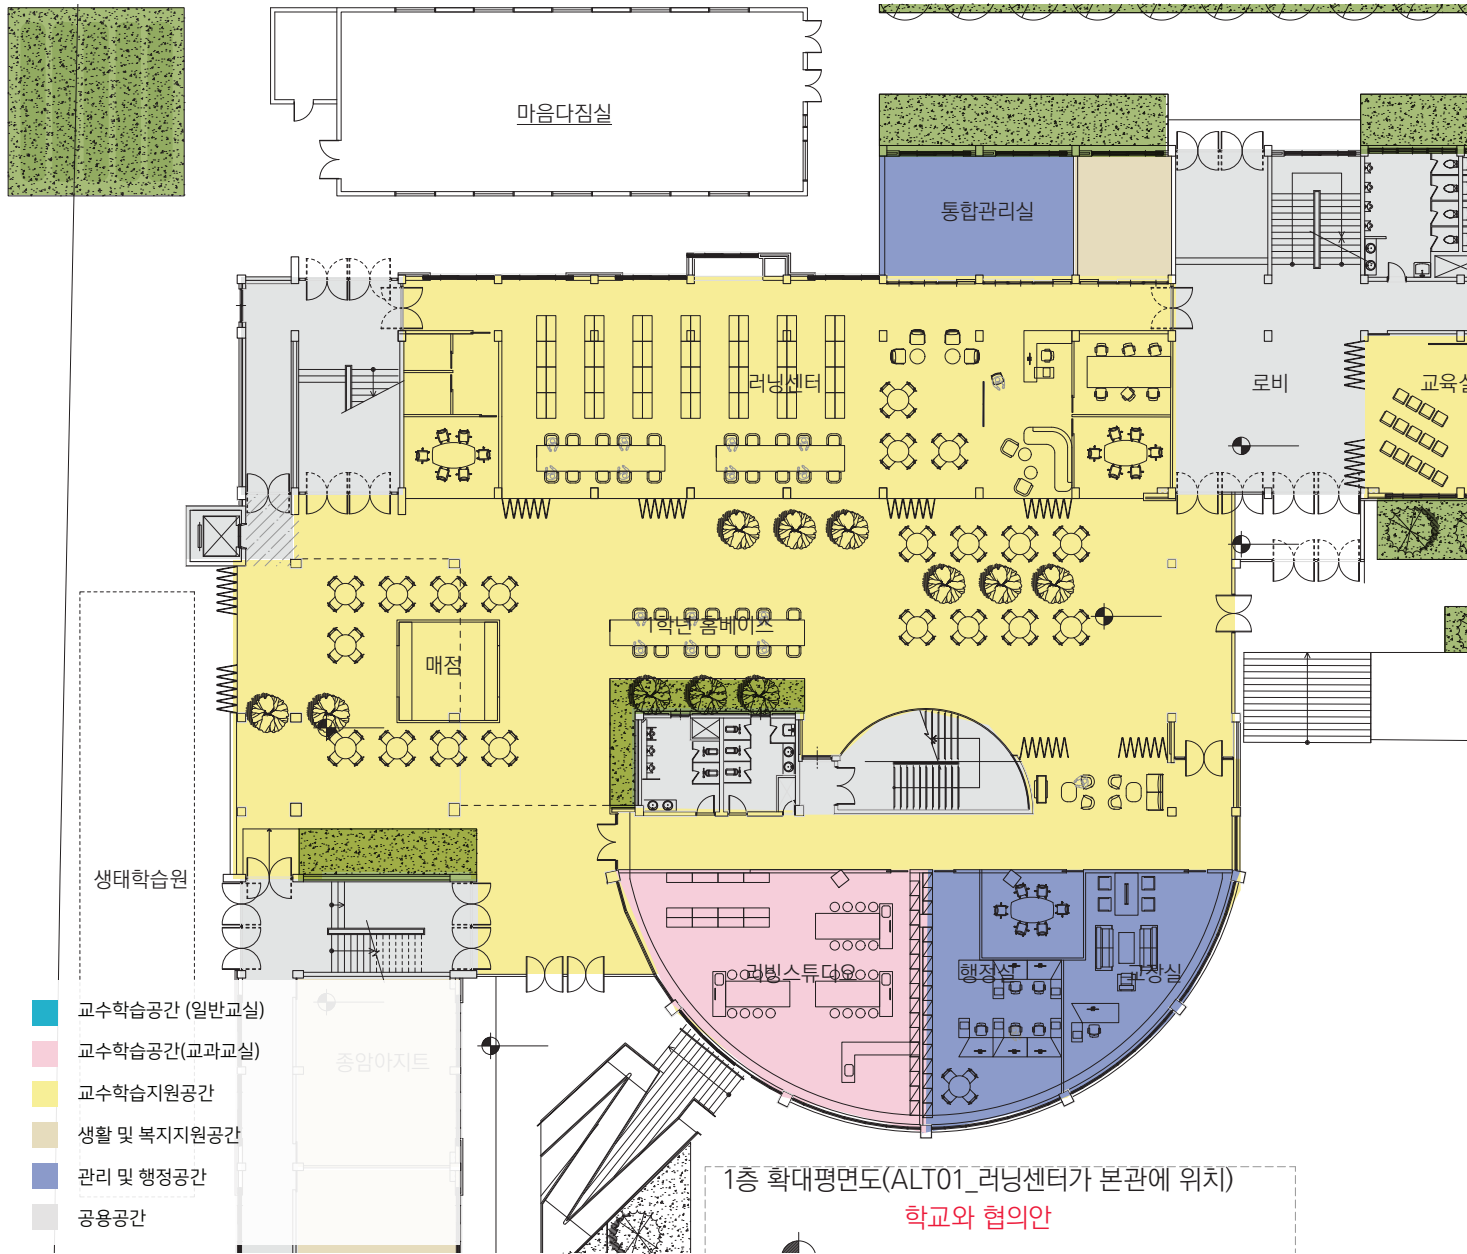 마음다짐실
통합관리실
러닝센터
로비
교육실
1학년 홈베이스
매점
생태학습원
러빙스튜디오
행정실
교장실
종암아지트
교수학습공간 (일반교실)
교수학습공간(교과교실)
교수학습지원공간
생활 및 복지지원공간
관리 및 행정공간
공용공간
1층 확대평면도(ALT01_러닝센터가 본관에 위치)
학교와 협의안